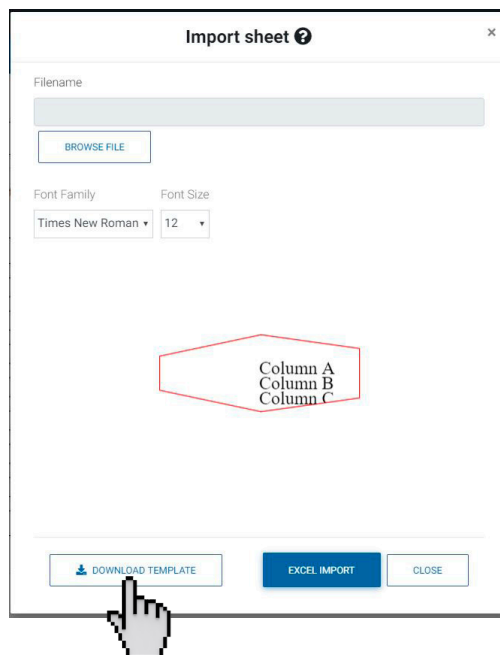 Import sheet ?
×
Filename
BROWSE FILE
Font Family Font Size
Times New Roman 12
Column A
Column B
Column C
DOWNLOAD TEMPLATE EXCEL IMPORT CLOSE